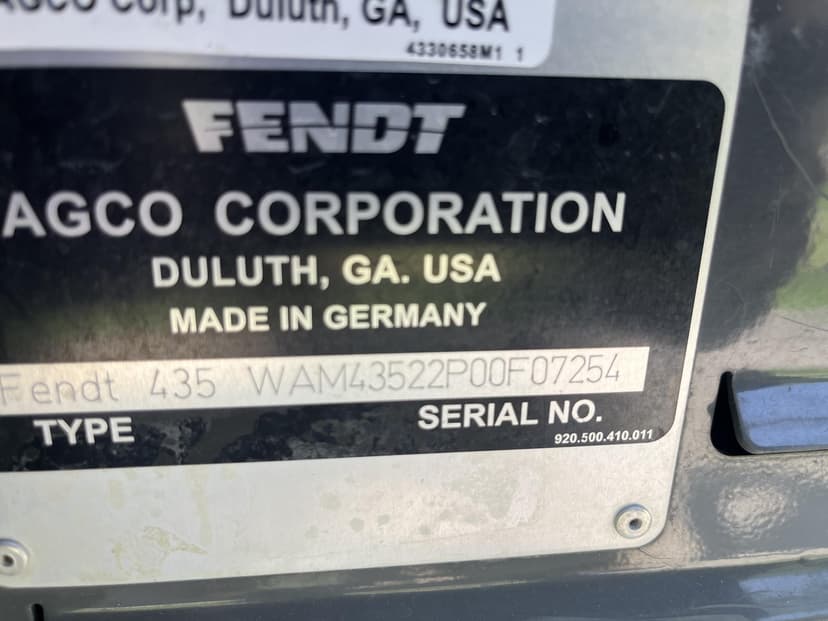 AGCO Corp, Duluth, GA, USA
4330658M1 1
FENDT
AGCO CORPORATION
DULUTH, GA. USA
MADE IN GERMANY
Fendt 435 WAM43522P00F07254
TYPE SERIAL NO.
920.500.410.011